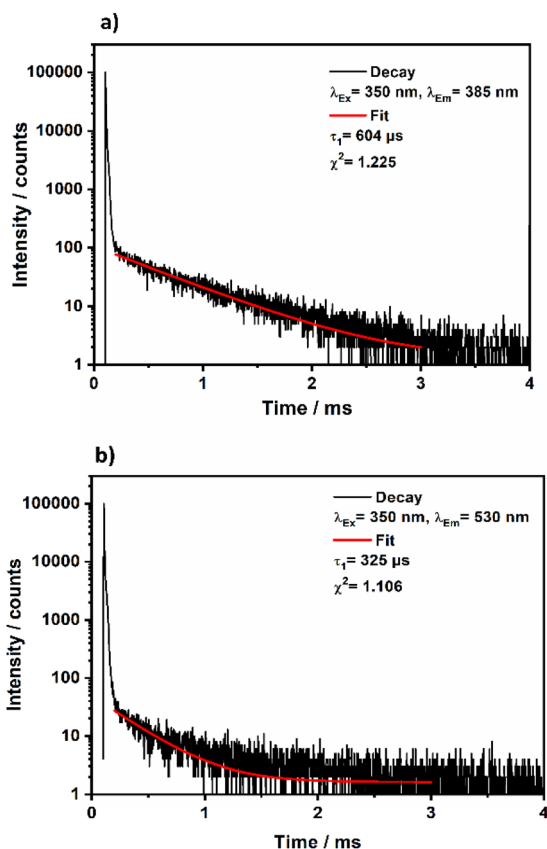 a)
100000
10000
1000
100
10
1
Intensity / counts
Decay
λEx= 350 nm, λEm= 385 nm
Fit
τ1= 604 µs
χ²= 1.225
0 1 2 3 4
Time / ms
b)
100000
10000
1000
100
10
1
Intensity / counts
Decay
λEx= 350 nm, λEm= 530 nm
Fit
τ1= 325 µs
χ²= 1.106
0 1 2 3 4
Time / ms